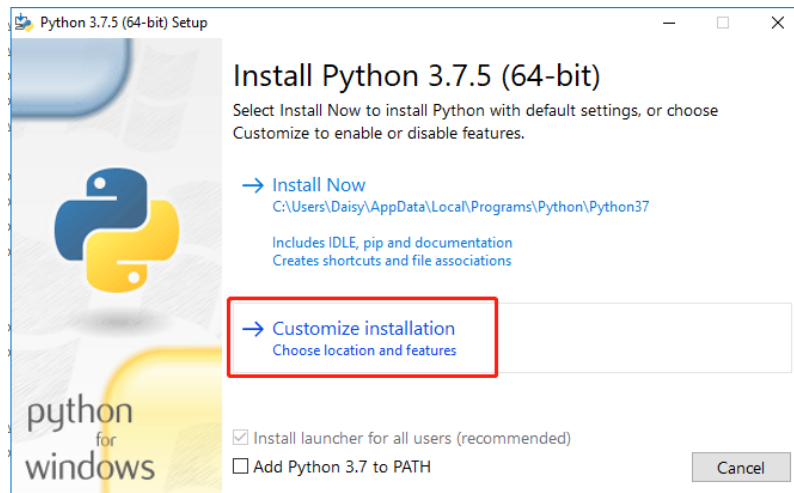 Python 3.7.5 (64-bit) Setup
Install Python 3.7.5 (64-bit)
Select Install Now to install Python with default settings, or choose
Customize to enable or disable features.
Install Now
C:\Users\Daisy\AppData\Local\Programs\Python\Python37
Includes IDLE, pip and documentation
Creates shortcuts and file associations
Customize installation
Choose location and features
python
for
windows
Install launcher for all users (recommended)
Add Python 3.7 to PATH
Cancel